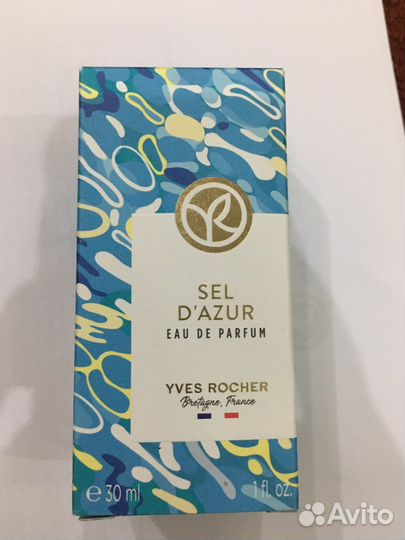 SEL
D'AZUR
EAU DE PARFUM
YVES ROCHER
Bretagne, France
e 30 ml
1 fl. oz.
Avito